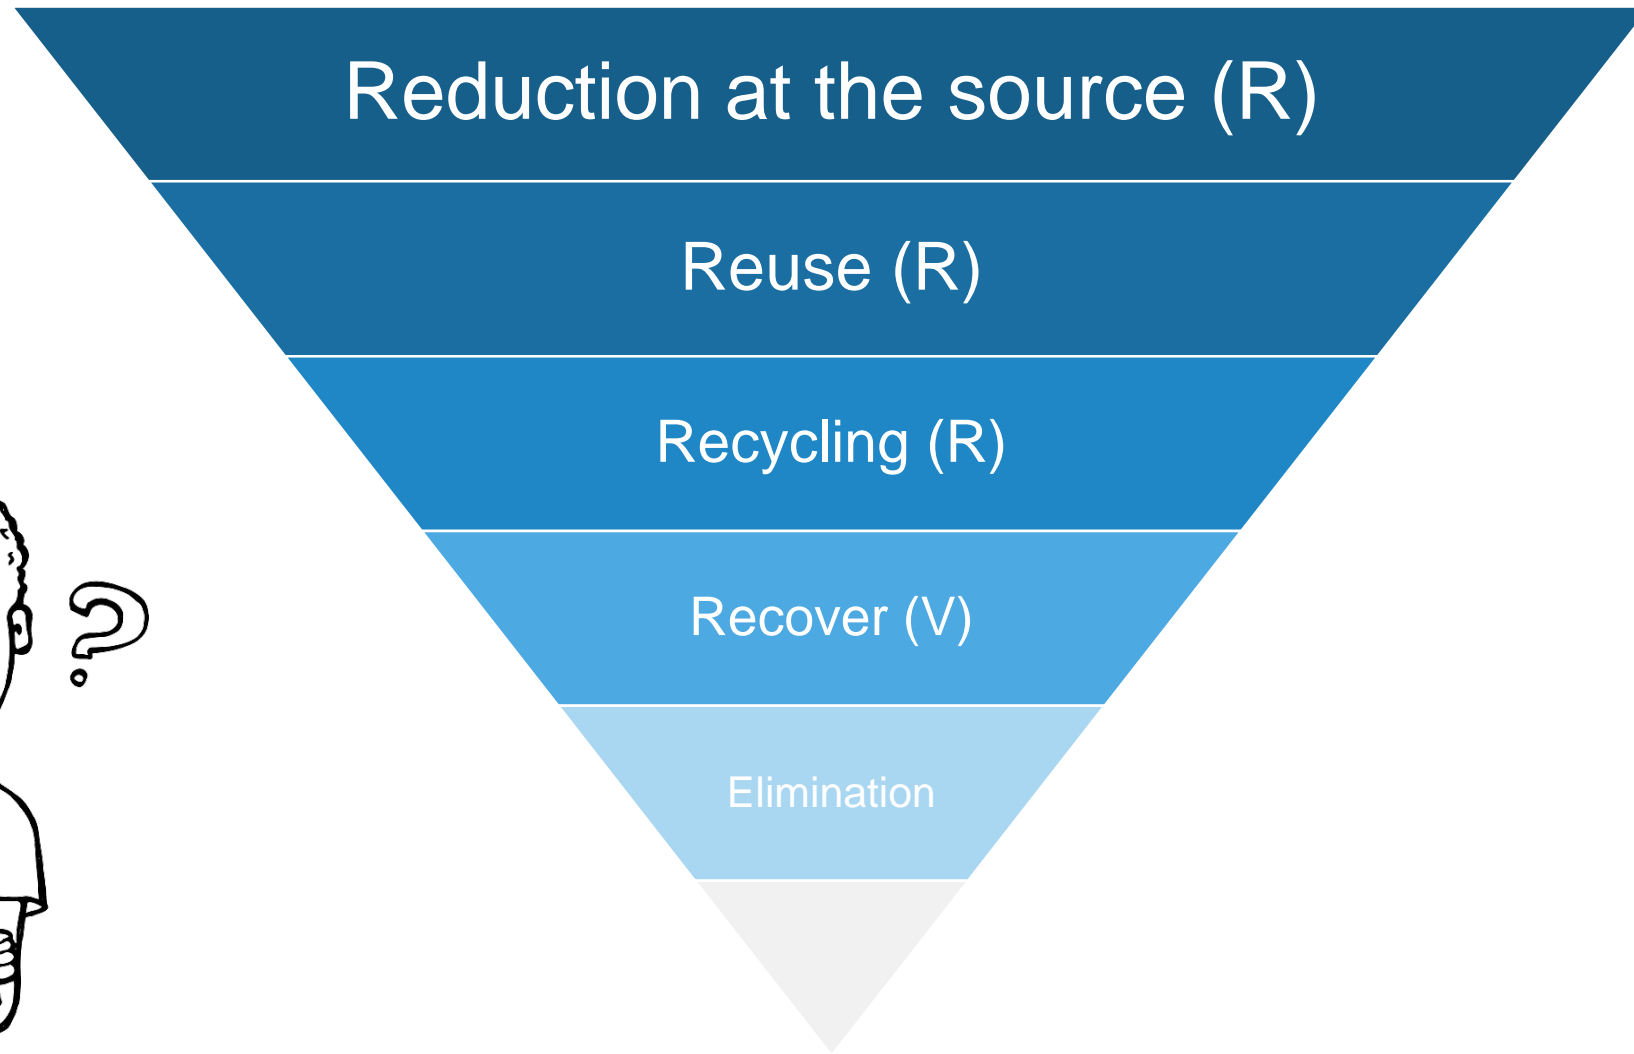 Reduction at the source (R)
Reuse (R)
Recycling (R)
Recover (V)
Elimination
?